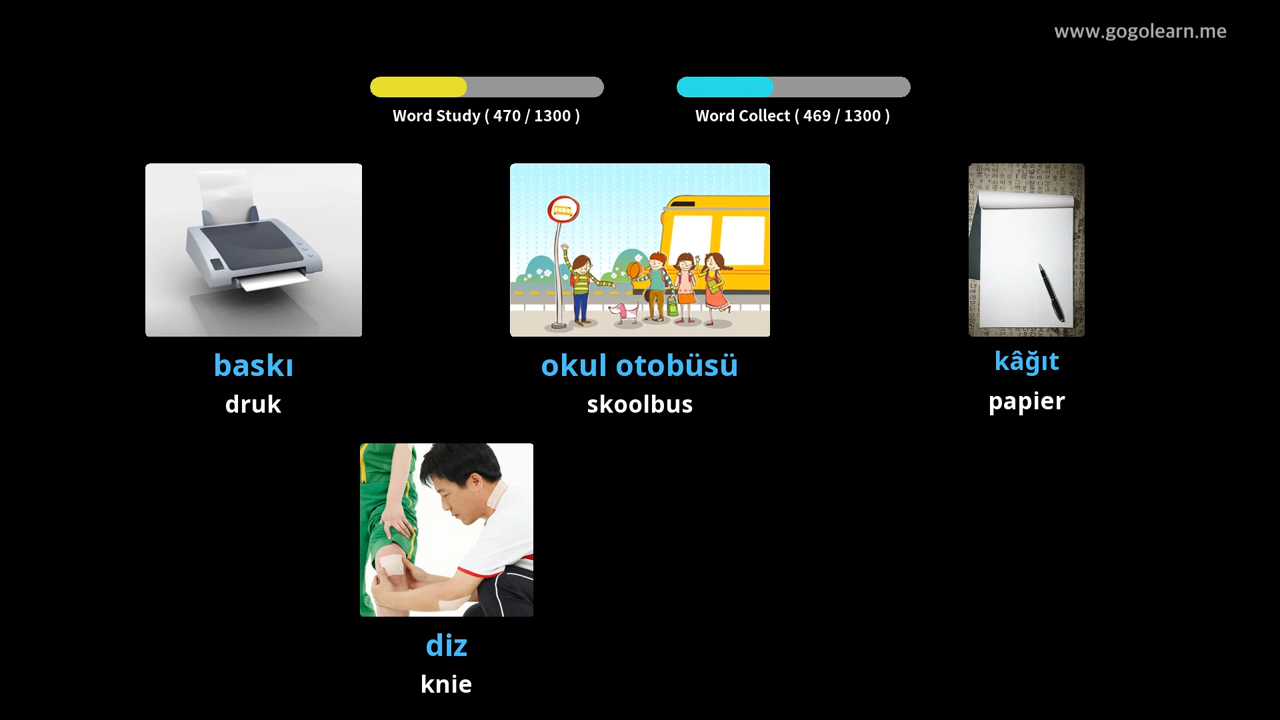 www.gogolearn.me
Word Study ( 470 / 1300 )
Word Collect ( 469 / 1300 )
baskı
druk
okul otobüsü
skoolbus
kâğıt
papier
diz
knie